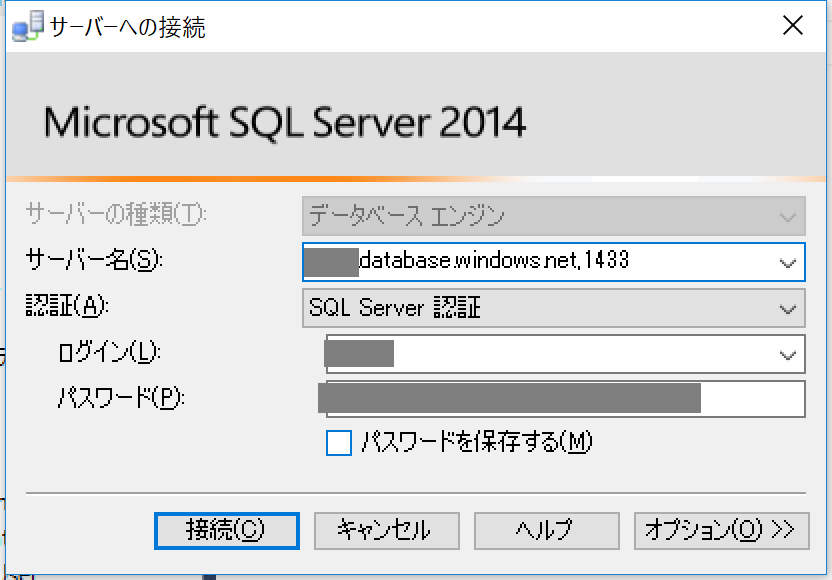 サーバーへの接続
Microsoft SQL Server 2014
サーバーの種類(T):
データベース エンジン
サーバー名(S):
database.windows.net,1433
認証(A):
SQL Server 認証
ログイン(L):
パスワード(P):
パスワードを保存する(M)
接続(C)
キャンセル
ヘルプ
オプション(O) >>